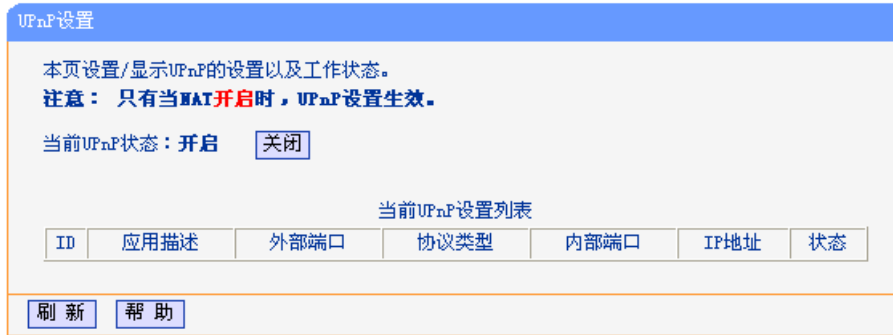 UPnP设置
本页设置/显示UPnP的设置以及工作状态。
注意： 只有当NAT开启时，UPnP设置生效。
当前UPnP状态：开启 关闭
当前UPnP设置列表
ID 应用描述 外部端口 协议类型 内部端口 IP地址 状态
刷 新 帮 助